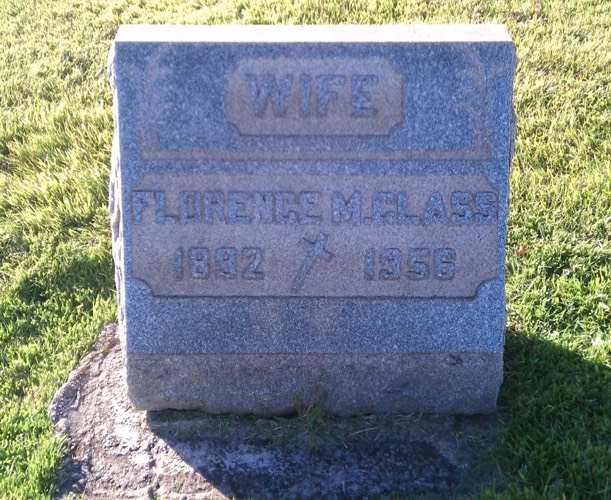 WIFE
FLORENCE M. GLASS
1892 1956